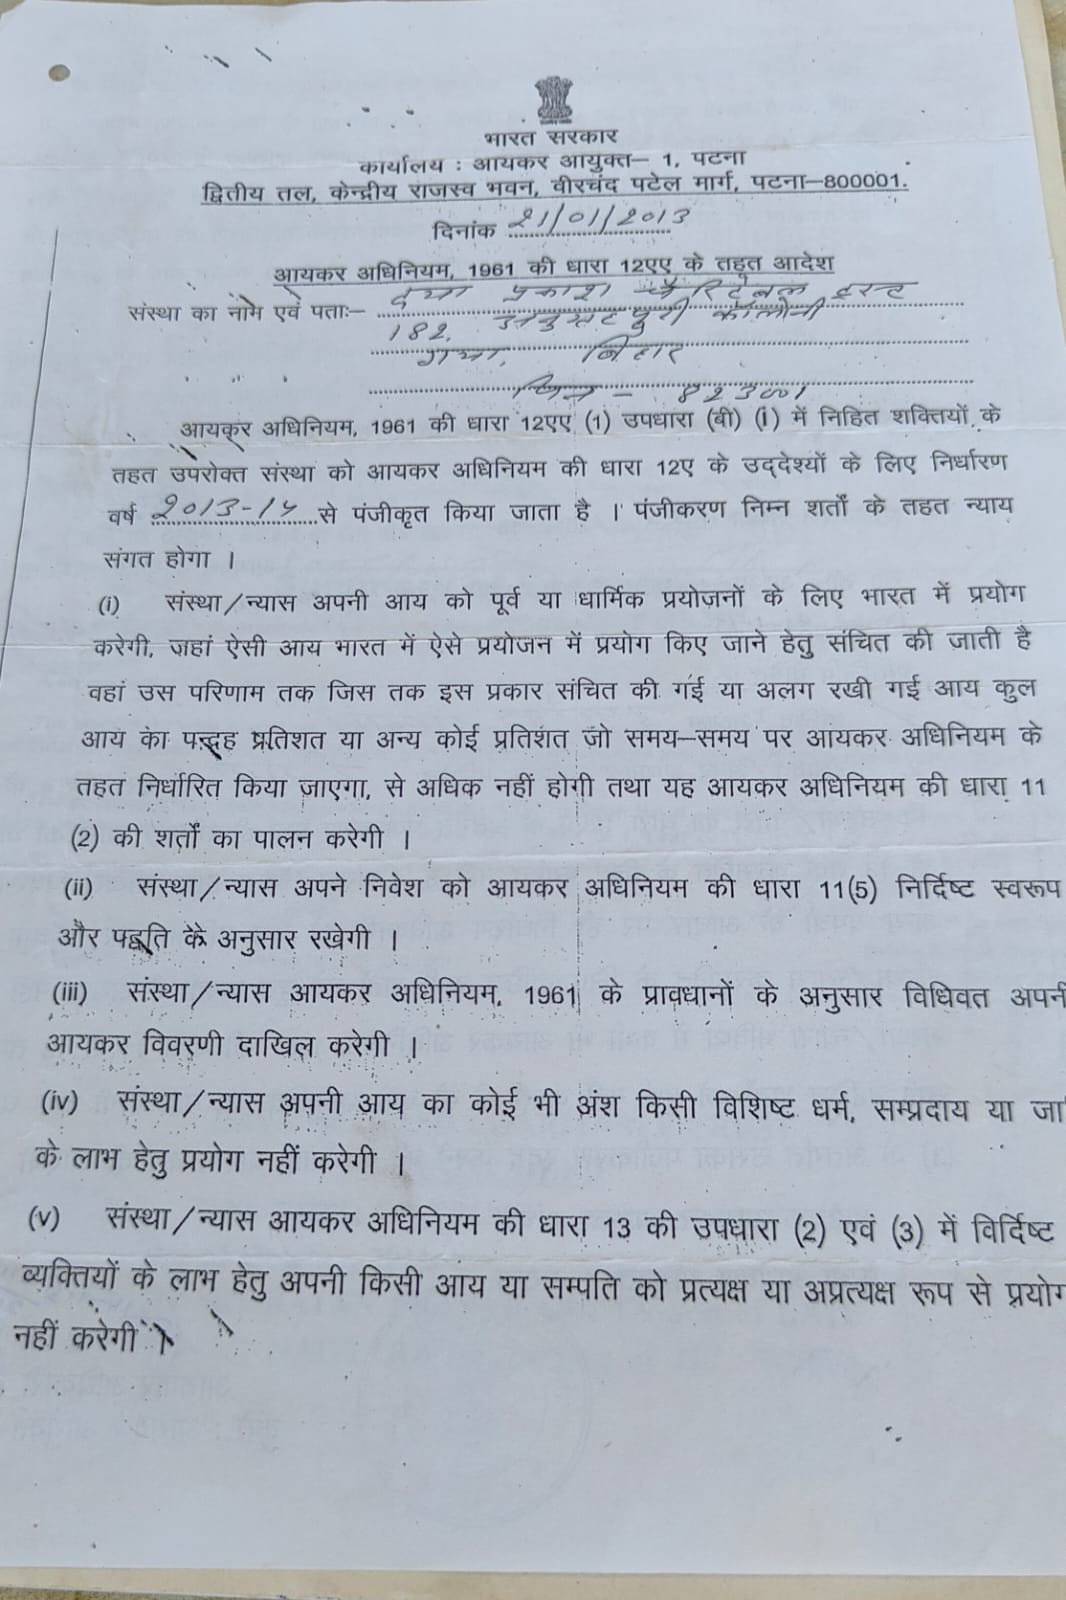 भारत सरकार
कार्यालय : आयकर आयुक्त– 1, पटना
द्वितीय तल, केन्द्रीय राजस्व भवन, वीरचंद पटेल मार्ग, पटना–800001.
दिनांक 21/01/2013
आयकर अधिनियम, 1961 की धारा 12एए के तहत आदेश
संस्था का नाम एवं पताः– दया प्रकाश चैरिटेबल ट्रस्ट
182, कॉलोनी
गया, बिहार
पिन – 823001
आयकर अधिनियम, 1961 की धारा 12एए (1) उपधारा (बी) (i) में निहित शक्तियों के
तहत उपरोक्त संस्था को आयकर अधिनियम की धारा 12ए के उद्देश्यों के लिए निर्धारण
वर्ष 2013-14 से पंजीकृत किया जाता है । पंजीकरण निम्न शर्तों के तहत न्याय
संगत होगा ।
(i) संस्था/न्यास अपनी आय को पूर्व या धार्मिक प्रयोजनों के लिए भारत में प्रयोग
करेगी, जहां ऐसी आय भारत में ऐसे प्रयोजन में प्रयोग किए जाने हेतु संचित की जाती है
वहां उस परिणाम तक जिस तक इस प्रकार संचित की गई या अलग रखी गई आय कुल
आय का पन्द्रह प्रतिशत या अन्य कोई प्रतिशत जो समय–समय पर आयकर अधिनियम के
तहत निर्धारित किया जाएगा, से अधिक नहीं होगी तथा यह आयकर अधिनियम की धारा 11
(2) की शर्तों का पालन करेगी ।
(ii) संस्था/न्यास अपने निवेश को आयकर अधिनियम की धारा 11(5) निर्दिष्ट स्वरूप
और पद्वति के अनुसार रखेगी ।
(iii) संस्था/न्यास आयकर अधिनियम, 1961 के प्रावधानों के अनुसार विधिवत अपनी
आयकर विवरणी दाखिल करेगी ।
(iv) संस्था/न्यास अपनी आय का कोई भी अंश किसी विशिष्ट धर्म, सम्प्रदाय या जा
के लाभ हेतु प्रयोग नहीं करेगी ।
(v) संस्था/न्यास आयकर अधिनियम की धारा 13 की उपधारा (2) एवं (3) में विर्दिष्ट
व्यक्तियों के लाभ हेतु अपनी किसी आय या सम्पति को प्रत्यक्ष या अप्रत्यक्ष रूप से प्रयोग
नहीं करेगी ।